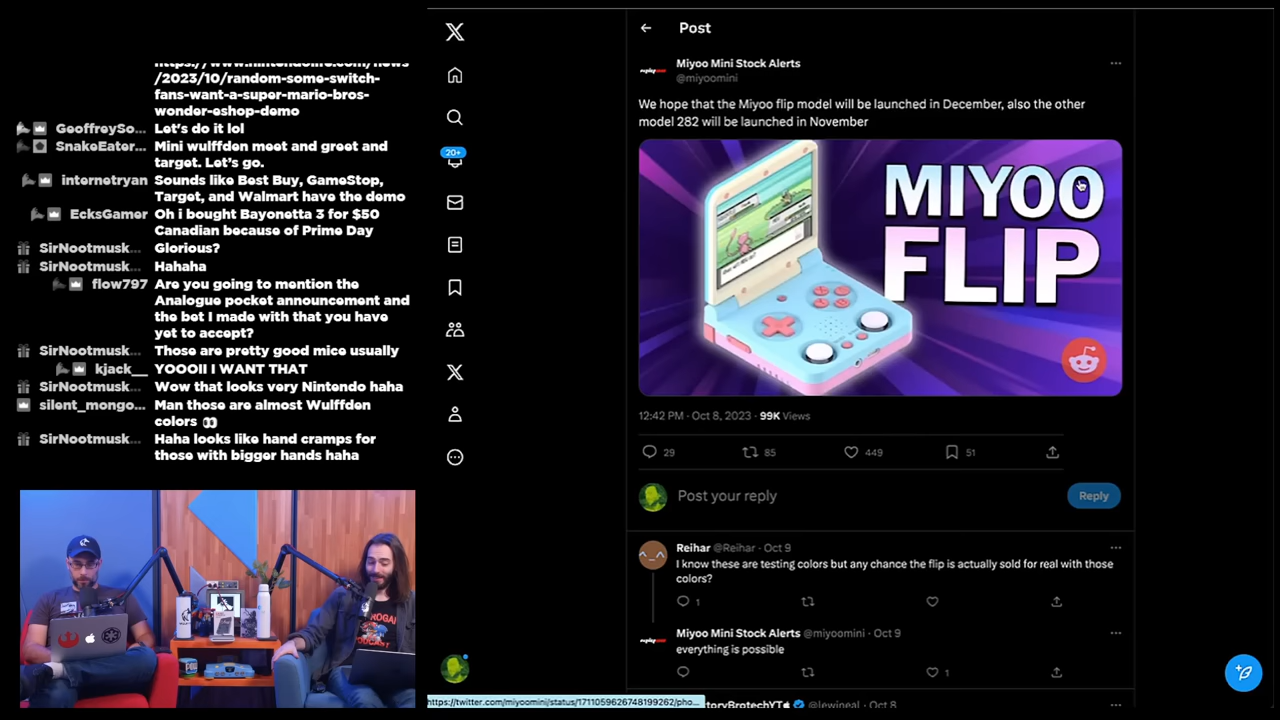 https://www.nintendolife.com/news
/2023/10/random-some-switch-
fans-want-a-super-mario-bros-
wonder-eshop-demo
GeoffreySo... Let's do it lol
SnakeEater... Mini wulffden meet and greet and
target. Let's go.
internetryan Sounds like Best Buy, GameStop,
Target, and Walmart have the demo
EcksGamer Oh i bought Bayonetta 3 for $50
Canadian because of Prime Day
SirNootmusk... Glorious?
SirNootmusk... Hahaha
flow797 Are you going to mention the
Analogue pocket announcement and
the bet I made with that you have
yet to accept?
SirNootmusk... Those are pretty good mice usually
kjack__ YOOOII I WANT THAT
SirNootmusk... Wow that looks very Nintendo haha
silent_mongo... Man those are almost Wulffden
colors 👀
SirNootmusk... Haha looks like hand cramps for
those with bigger hands haha
20+
Post
Miyoo Mini Stock Alerts
@miyoomini
We hope that the Miyoo flip model will be launched in December, also the other
model 282 will be launched in November
MIYOO
FLIP
12:42 PM · Oct 8, 2023 · 99K Views
29 85 449 51
Post your reply
Reply
Reihar @Reihar · Oct 9
I know these are testing colors but any chance the flip is actually sold for real with those
colors?
1
Miyoo Mini Stock Alerts @miyoomini · Oct 9
everything is possible
1
https://twitter.com/miyoomini/status/1711059626748199262/pho...
toryBrotechYT @lewineal · Oct 8